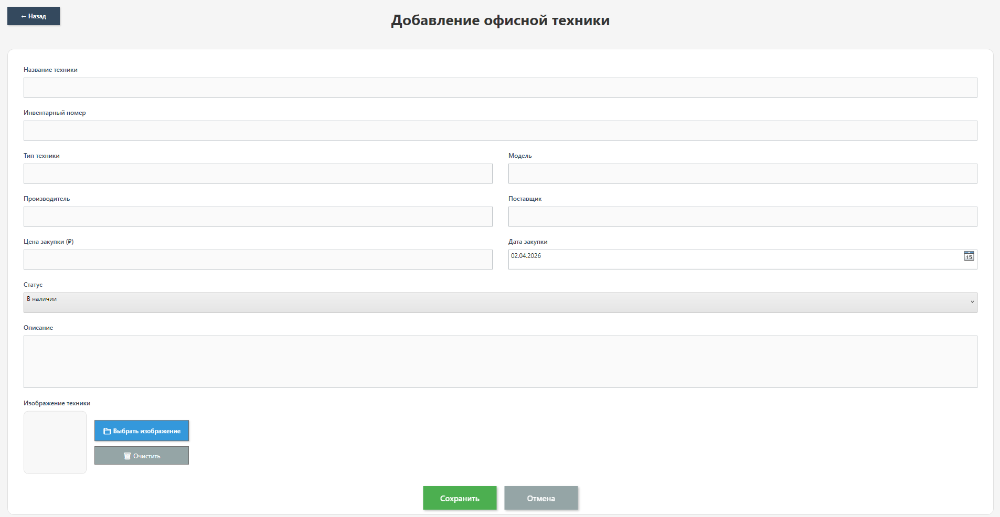 ← Назад
Добавление офисной техники
Название техники
Инвентарный номер
Тип техники
Модель
Производитель
Поставщик
Цена закупки (₽)
Дата закупки
02.04.2026
15
Статус
В наличии
Описание
Изображение техники
Выбрать изображение
Очистить
Сохранить
Отмена